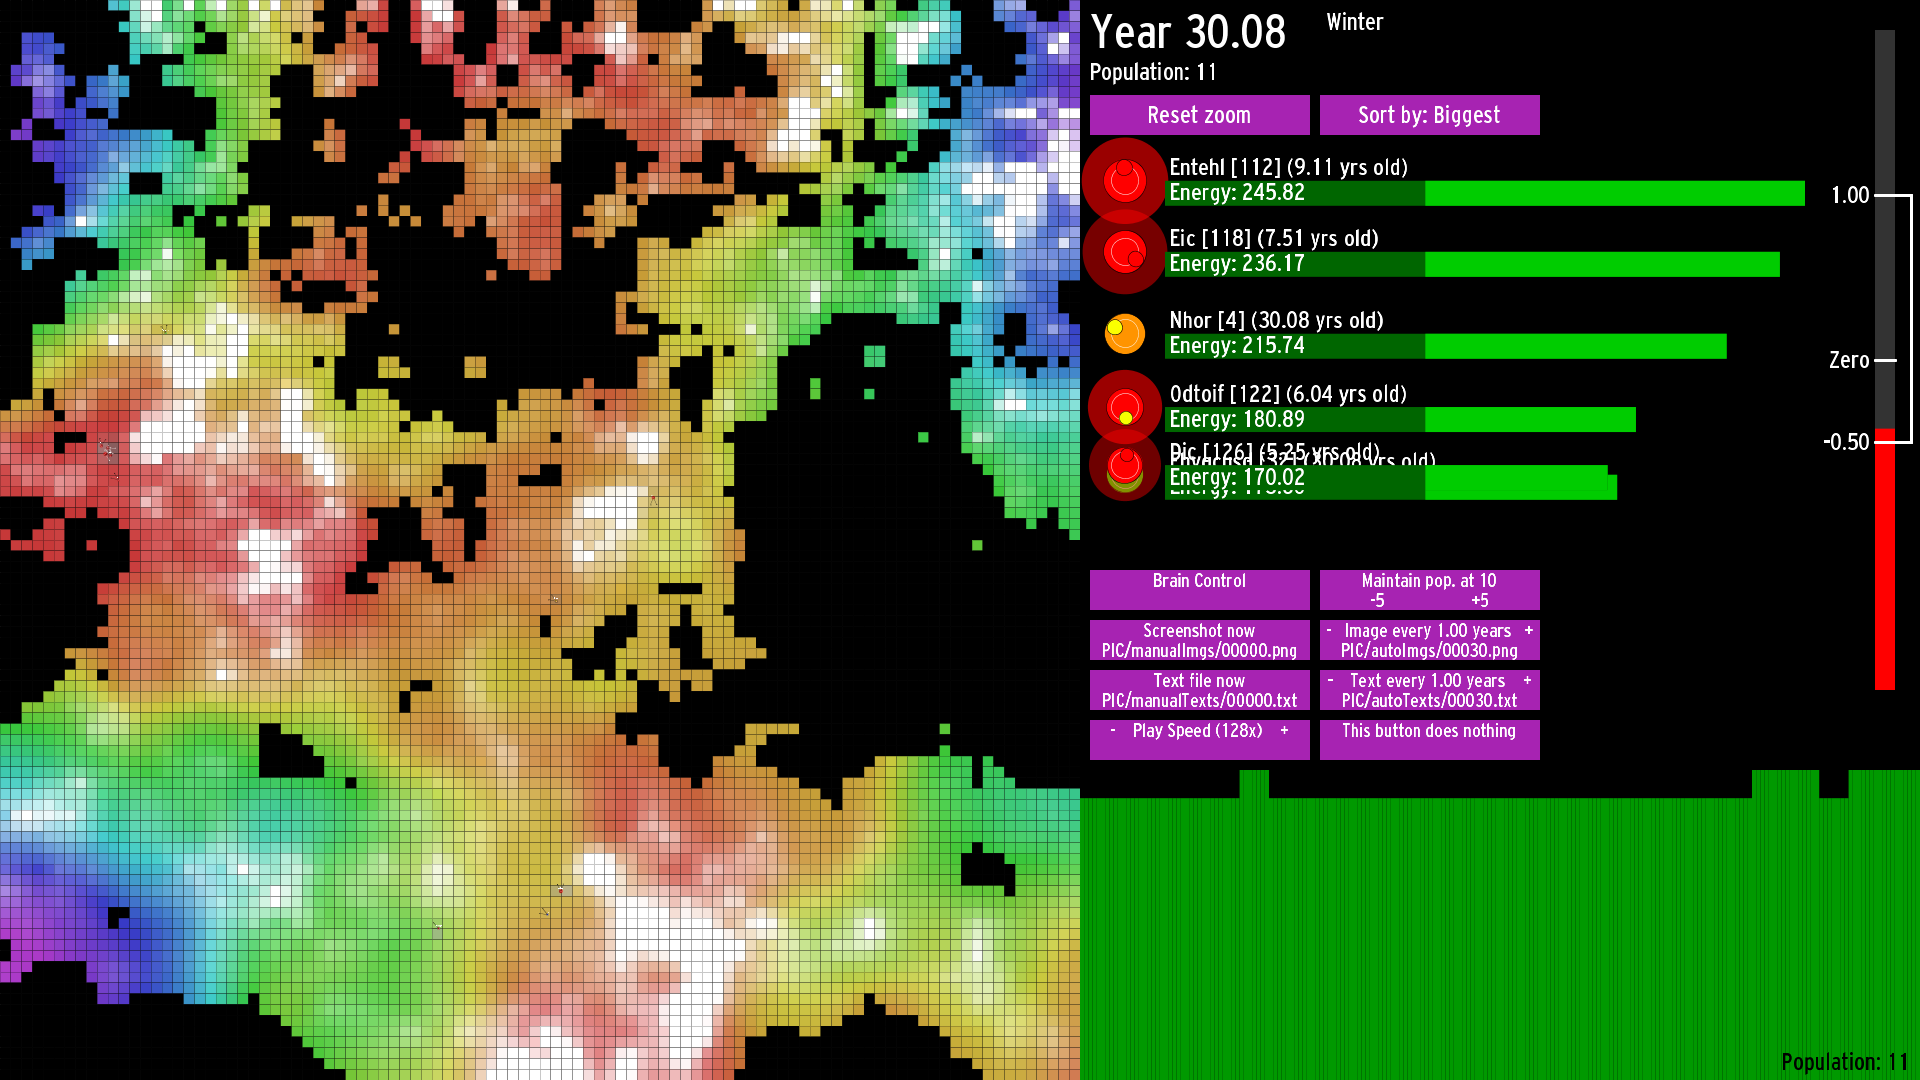 Year 30.08
Winter
Population: 11
Reset zoom
Sort by: Biggest
Entehl [112] (9.11 yrs old)
Energy: 245.82
Eic [118] (7.51 yrs old)
Energy: 236.17
Nhor [4] (30.08 yrs old)
Energy: 215.74
Odtoif [122] (6.04 yrs old)
Energy: 180.89
[126] (5.25 yrs old)
Energy: 170.02
1.00
Zero
-0.50
Brain Control
Maintain pop. at 10
-5 +5
Screenshot now
PIC/manualImgs/00000.png
- Image every 1.00 years +
PIC/autoImgs/00030.png
Text file now
PIC/manualTexts/00000.txt
- Text every 1.00 years +
PIC/autoTexts/00030.txt
- Play Speed (128x) +
This button does nothing
Population: 11